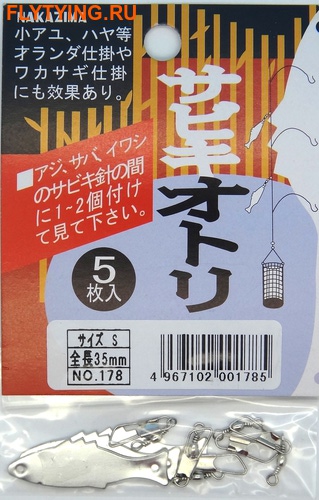 FLYTYING.RU
NAKAZIMA
小アユ、ハヤ等
オランダ仕掛や
ワカサギ仕掛
にも効果あり。
サビキオトリ
■アジ、サバ、イワシ
のサビキ針の間
に1~2個付け
て見て下さい。
5
枚入
サイズ S
全長35mm
NO.178
4 967102 001785